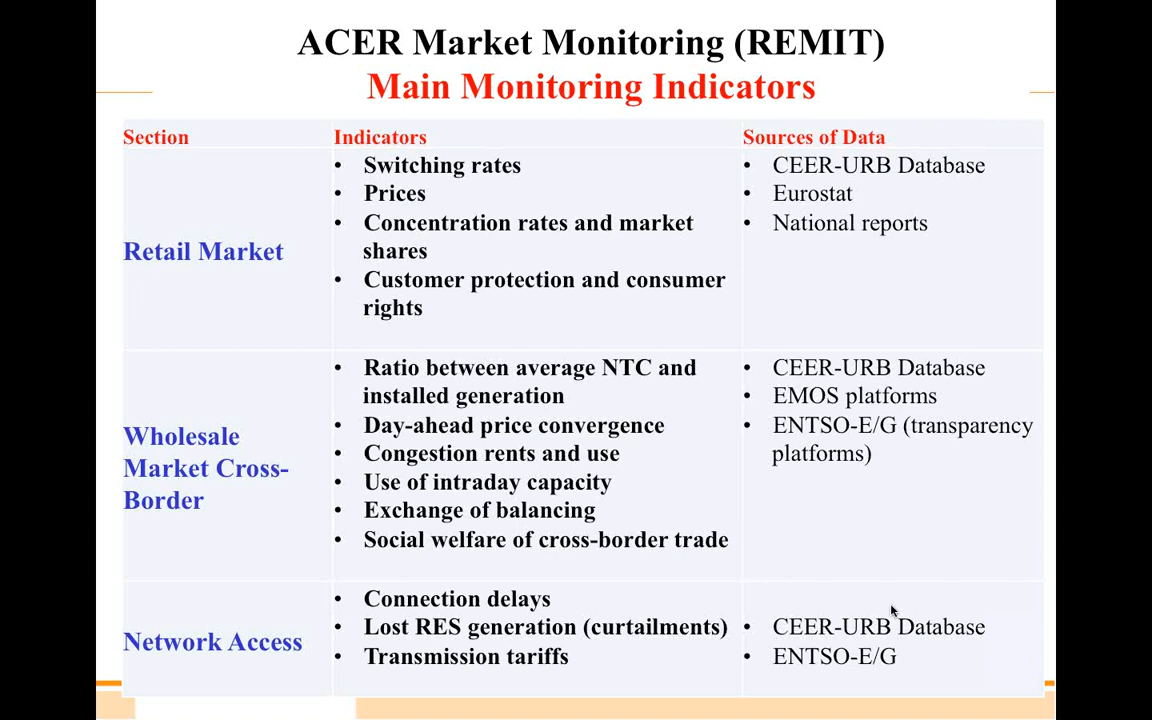 ACER Market Monitoring (REMIT)
Main Monitoring Indicators
Section
Indicators
Sources of Data
Retail Market
• Switching rates
• Prices
• Concentration rates and market
shares
• Customer protection and consumer
rights
• CEER-URB Database
• Eurostat
• National reports
Wholesale
Market Cross-
Border
• Ratio between average NTC and
installed generation
• Day-ahead price convergence
• Congestion rents and use
• Use of intraday capacity
• Exchange of balancing
• Social welfare of cross-border trade
• CEER-URB Database
• EMOS platforms
• ENTSO-E/G (transparency
platforms)
Network Access
• Connection delays
• Lost RES generation (curtailments)
• Transmission tariffs
• CEER-URB Database
• ENTSO-E/G